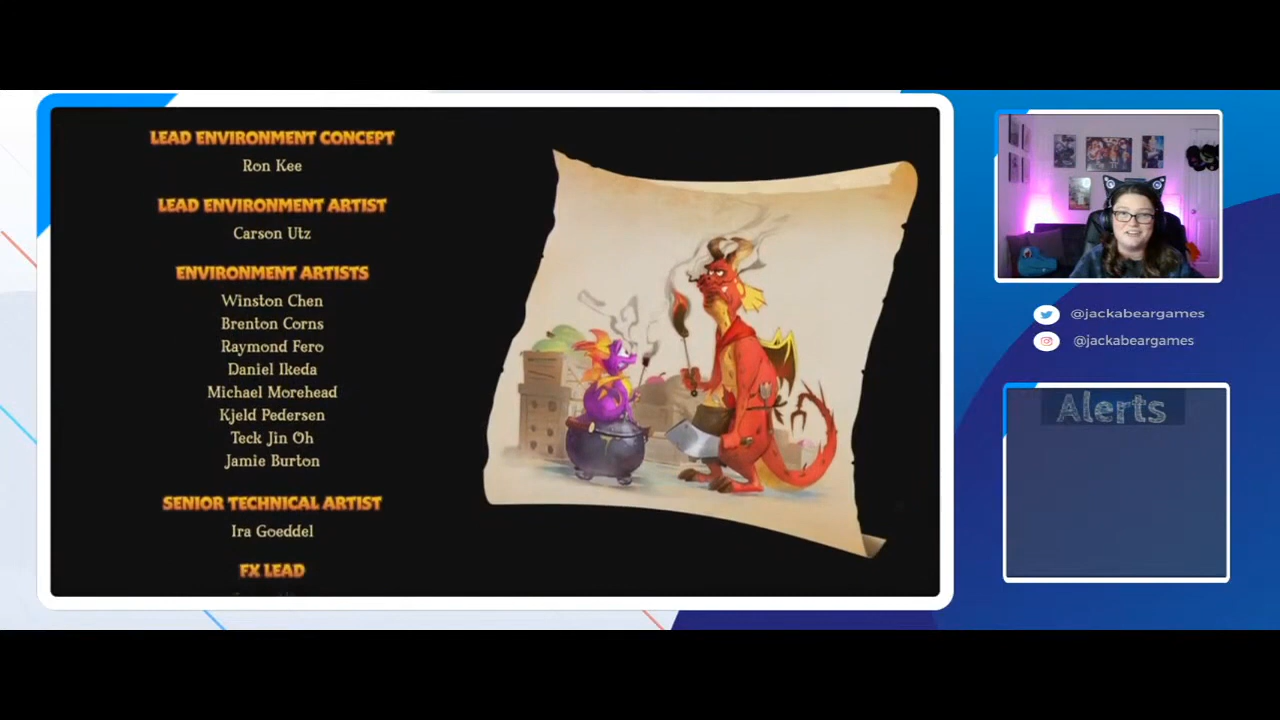 LEAD ENVIRONMENT CONCEPT
Ron Kee
LEAD ENVIRONMENT ARTIST
Carson Utz
ENVIRONMENT ARTISTS
Winston Chen
Brenton Corns
Raymond Fero
Daniel Ikeda
Michael Morehead
Kjeld Pedersen
Teck Jin Oh
Jamie Burton
SENIOR TECHNICAL ARTIST
Ira Goeddel
FX LEAD
@jackabeargames
@jackabeargames
Alerts